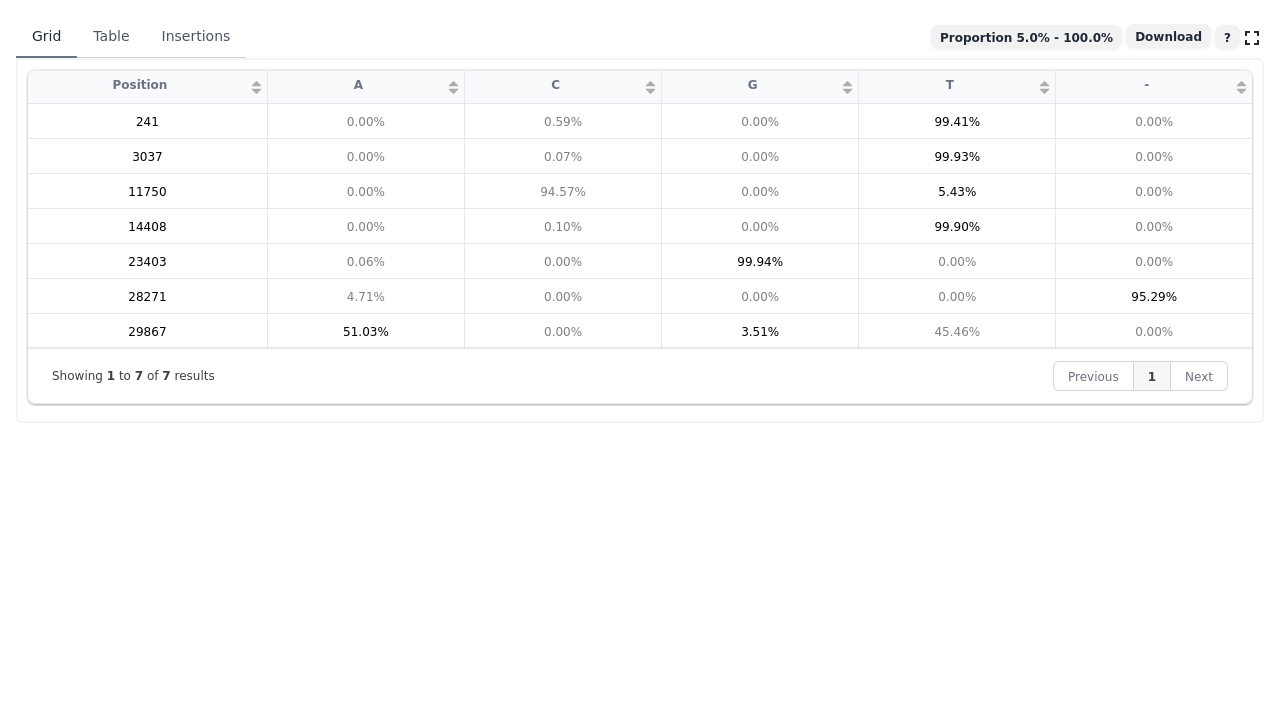 Grid Table Insertions Proportion 5.0% - 100.0% Download ?
Position A C G T -
241 0.00% 0.59% 0.00% 99.41% 0.00%
3037 0.00% 0.07% 0.00% 99.93% 0.00%
11750 0.00% 94.57% 0.00% 5.43% 0.00%
14408 0.00% 0.10% 0.00% 99.90% 0.00%
23403 0.06% 0.00% 99.94% 0.00% 0.00%
28271 4.71% 0.00% 0.00% 0.00% 95.29%
29867 51.03% 0.00% 3.51% 45.46% 0.00%
Showing 1 to 7 of 7 results Previous 1 Next